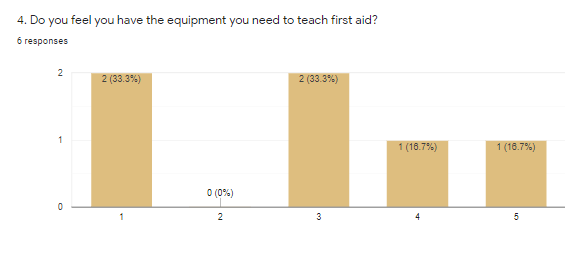 4. Do you feel you have the equipment you need to teach first aid?
6 responses
2
1
0
2 (33.3%)
0 (0%)
2 (33.3%)
1 (16.7%)
1 (16.7%)
1 2 3 4 5